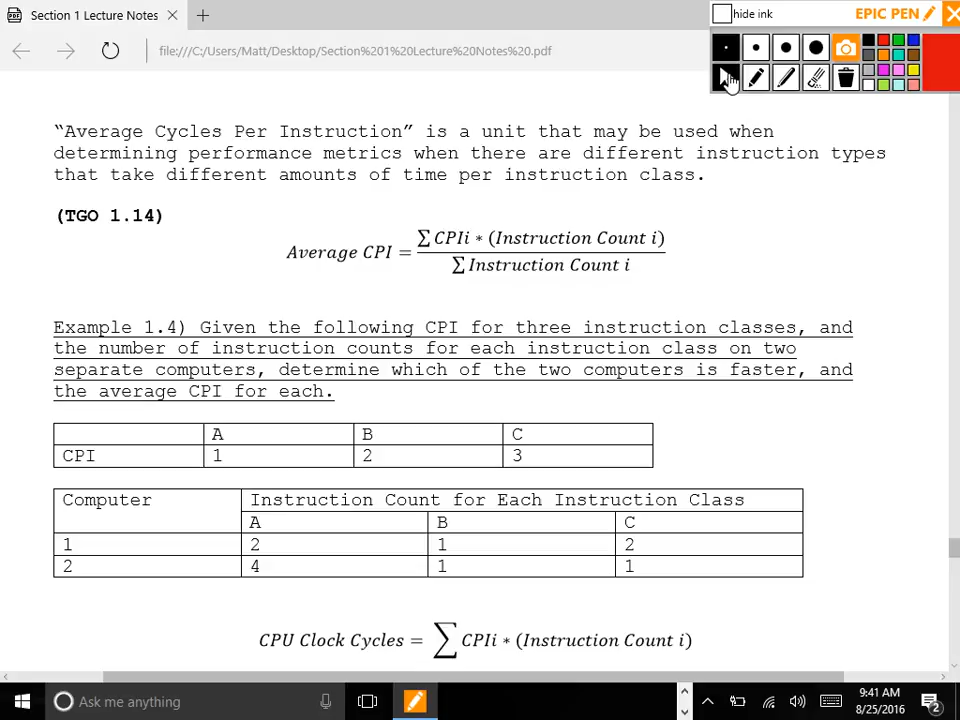 Section 1 Lecture Notes
hide ink
EPIC PEN
file:///C:/Users/Matt/Desktop/Section%201%20Lecture%20Notes%20.pdf
“Average Cycles Per Instruction” is a unit that may be used when
determining performance metrics when there are different instruction types
that take different amounts of time per instruction class.
(TGO 1.14)
Average CPI = ∑ CPIi ∗ (Instruction Count i) / ∑ Instruction Count i
Example 1.4) Given the following CPI for three instruction classes, and
the number of instruction counts for each instruction class on two
separate computers, determine which of the two computers is faster, and
the average CPI for each.
A B C
CPI 1 2 3
Computer Instruction Count for Each Instruction Class
A B C
1 2 1 2
2 4 1 1
CPU Clock Cycles = ∑ CPIi ∗ (Instruction Count i)
Ask me anything
9:41 AM
8/25/2016
2